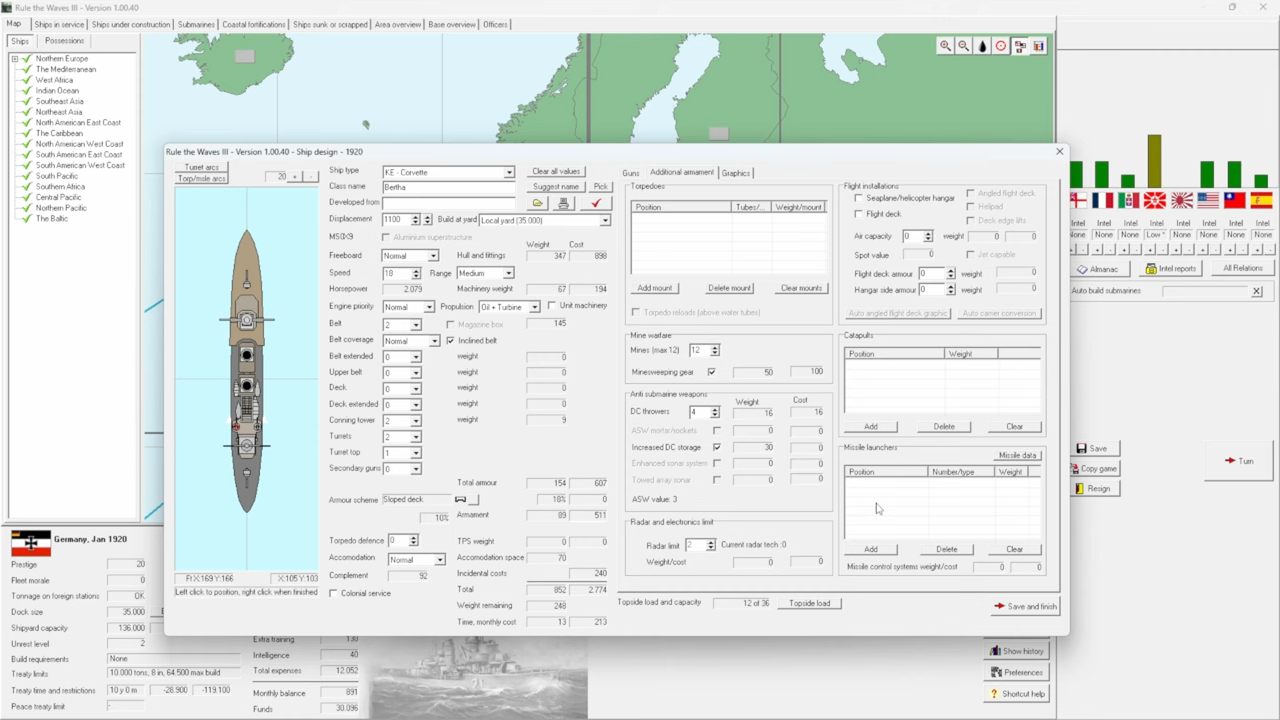 Rule the Waves III - Version 1.00.40
Map Ships in service Ships under construction Submarines Coastal fortifications Ships sunk or scrapped Area overview Base overview Officers
Ships Possessions
Northern Europe
The Mediterranean
West Africa
Indian Ocean
Southeast Asia
Northeast Asia
North American East Coast
The Caribbean
North American West Coast
South American East Coast
South American West Coast
South Pacific
Southern Africa
Central Pacific
Northern Pacific
The Baltic
Germany, Jan 1920
Prestige 20
Fleet morale 0
Tonnage on foreign stations OK
Dock size 35.000
Shipyard capacity 136.000
Unrest level 2
Build requirements None
Treaty limits 10.000 tons, 8 in, 64.500 max build
Treaty time and restrictions 10 y 0 m -28.900 -119.100
Peace treaty limit -
Extra training 130
Intelligence 40
Total expenses 12.052
Monthly balance 891
Funds 30.096
Rule the Waves III - Version 1.00.40 - Ship design - 1920
Turret arcs
Torp/misle arcs
20 + -
Ft X:169 Y:166 X:105 Y:103
Left click to position, right click when finished
Ship type KE - Corvette Clear all values
Class name Bertha Suggest name Pick
Developed from
Displacement 1100 Build at yard Local yard (35.000)
Aluminium superstructure
Weight Cost
Freeboard Normal Hull and fittings 347 898
Speed 18 Range Medium
Horsepower 2.079 Machinery weight 67 194
Engine priority Normal Propulsion Oil + Turbine Unit machinery
Belt 2 Magazine box 145
Belt coverage Normal Inclined belt
Belt extended 0 weight 0
Upper belt 0 weight 0
Deck 0 weight 0
Deck extended 0 weight 0
Conning tower 2 weight 9
Turrets 2
Turret top 1
Secondary guns 0
Total armour 154 607
Armour scheme Sloped deck 18% 0
10% Armament 89 511
Torpedo defence 0 TPS weight 0 0
Accomodation Normal Accomodation space 70
Complement 92 Incidental costs 240
Colonial service Total 852 2.774
Weight remaining 248
Time, monthly cost 13 213
Guns Additional armament Graphics
Torpedoes
Position Tubes/... Weight/mount
Add mount Delete mount Clear mounts
Torpedo reloads (above water tubes)
Mine warfare
Mines (max 12) 12
Minesweeping gear 50 100
Anti submarine weapons
Weight Cost
DC throwers 4 16 16
ASW mortar/rockets 0 0
Increased DC storage 30 0
Enhanced sonar system 0 0
Towed array sonar 0 0
ASW value: 3
Radar and electronics limit
Radar limit 2 Current radar tech :0
Weight/cost 0 0
Topside load and capacity 12 of 36 Topside load
Flight installations
Seaplane/helicopter hangar Angled flight deck
Flight deck Helipad
Deck edge lifts
Air capacity 0 weight 0 0
Spot value 0 Jet capable
Flight deck armour 0 weight 0
Hangar side armour 0 weight 0
Auto angled flight deck graphic Auto carrier conversion
Catapults
Position Weight
Add Delete Clear
Missile launchers
Missile data
Position Number/type Weight
Add Delete Clear
Missile control systems weight/cost 0 0
Save and finish
Intel Intel Intel Intel Intel Intel Intel Intel
None None None Low None None None None
Almanac Intel reports All Relations
Auto build submarines
Save
Copy game
Resign
Turn
Show history
Preferences
Shortcut help